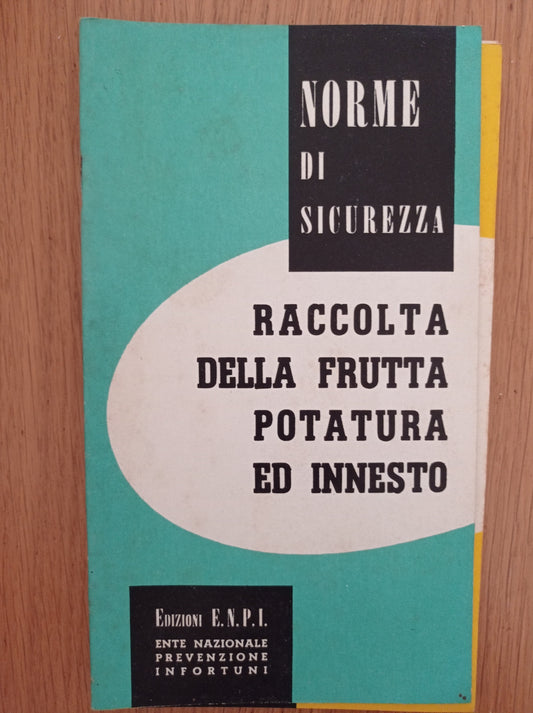 NORME
DI
SICUREZZA
RACCOLTA
DELLA FRUTTA
POTATURA
ED INNESTO
EDIZIONI E.N.P.I.
ENTE NAZIONALE
PREVENZIONE
INFORTUNI